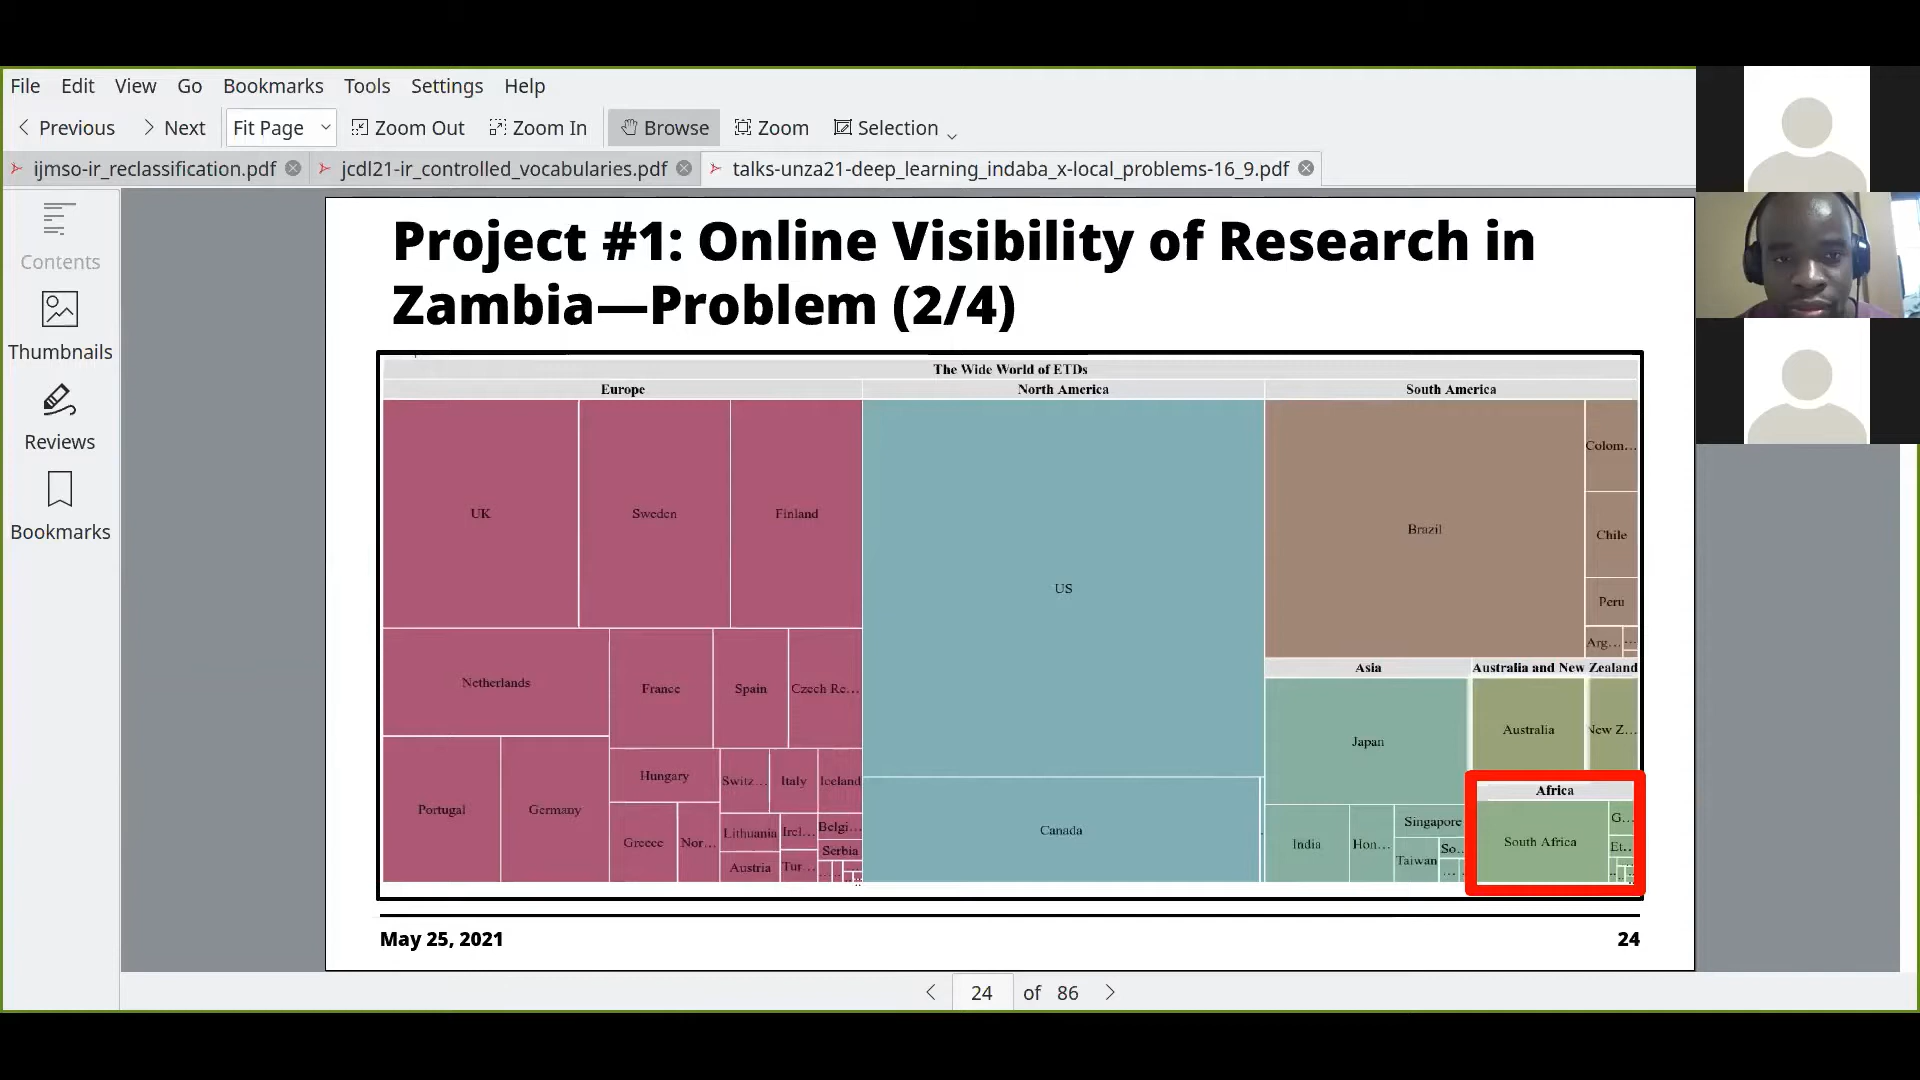 File Edit View Go Bookmarks Tools Settings Help
Previous Next Fit Page Zoom Out Zoom In Browse Zoom Selection
ijmso-ir_reclassification.pdf jcdl21-ir_controlled_vocabularies.pdf talks-unza21-deep_learning_indaba_x-local_problems-16_9.pdf
Contents
Thumbnails
Reviews
Bookmarks
Project #1: Online Visibility of Research in
Zambia—Problem (2/4)
The Wide World of ETDs
Europe North America South America
UK Sweden Finland
Netherlands France Spain Czech Re...
Portugal Germany Hungary Switz... Italy Iceland
Greece Nor... Lithuania Irel... Belgi...
Serbia
Austria Tur...
US
Canada
Brazil Colom...
Chile
Peru
Arg... ...
Asia Australia and New Zealand
Japan Australia New Z...
India Hon... Singapore
Taiwan So...
Africa
South Africa G...
Et...
May 25, 2021 24
24 of 86